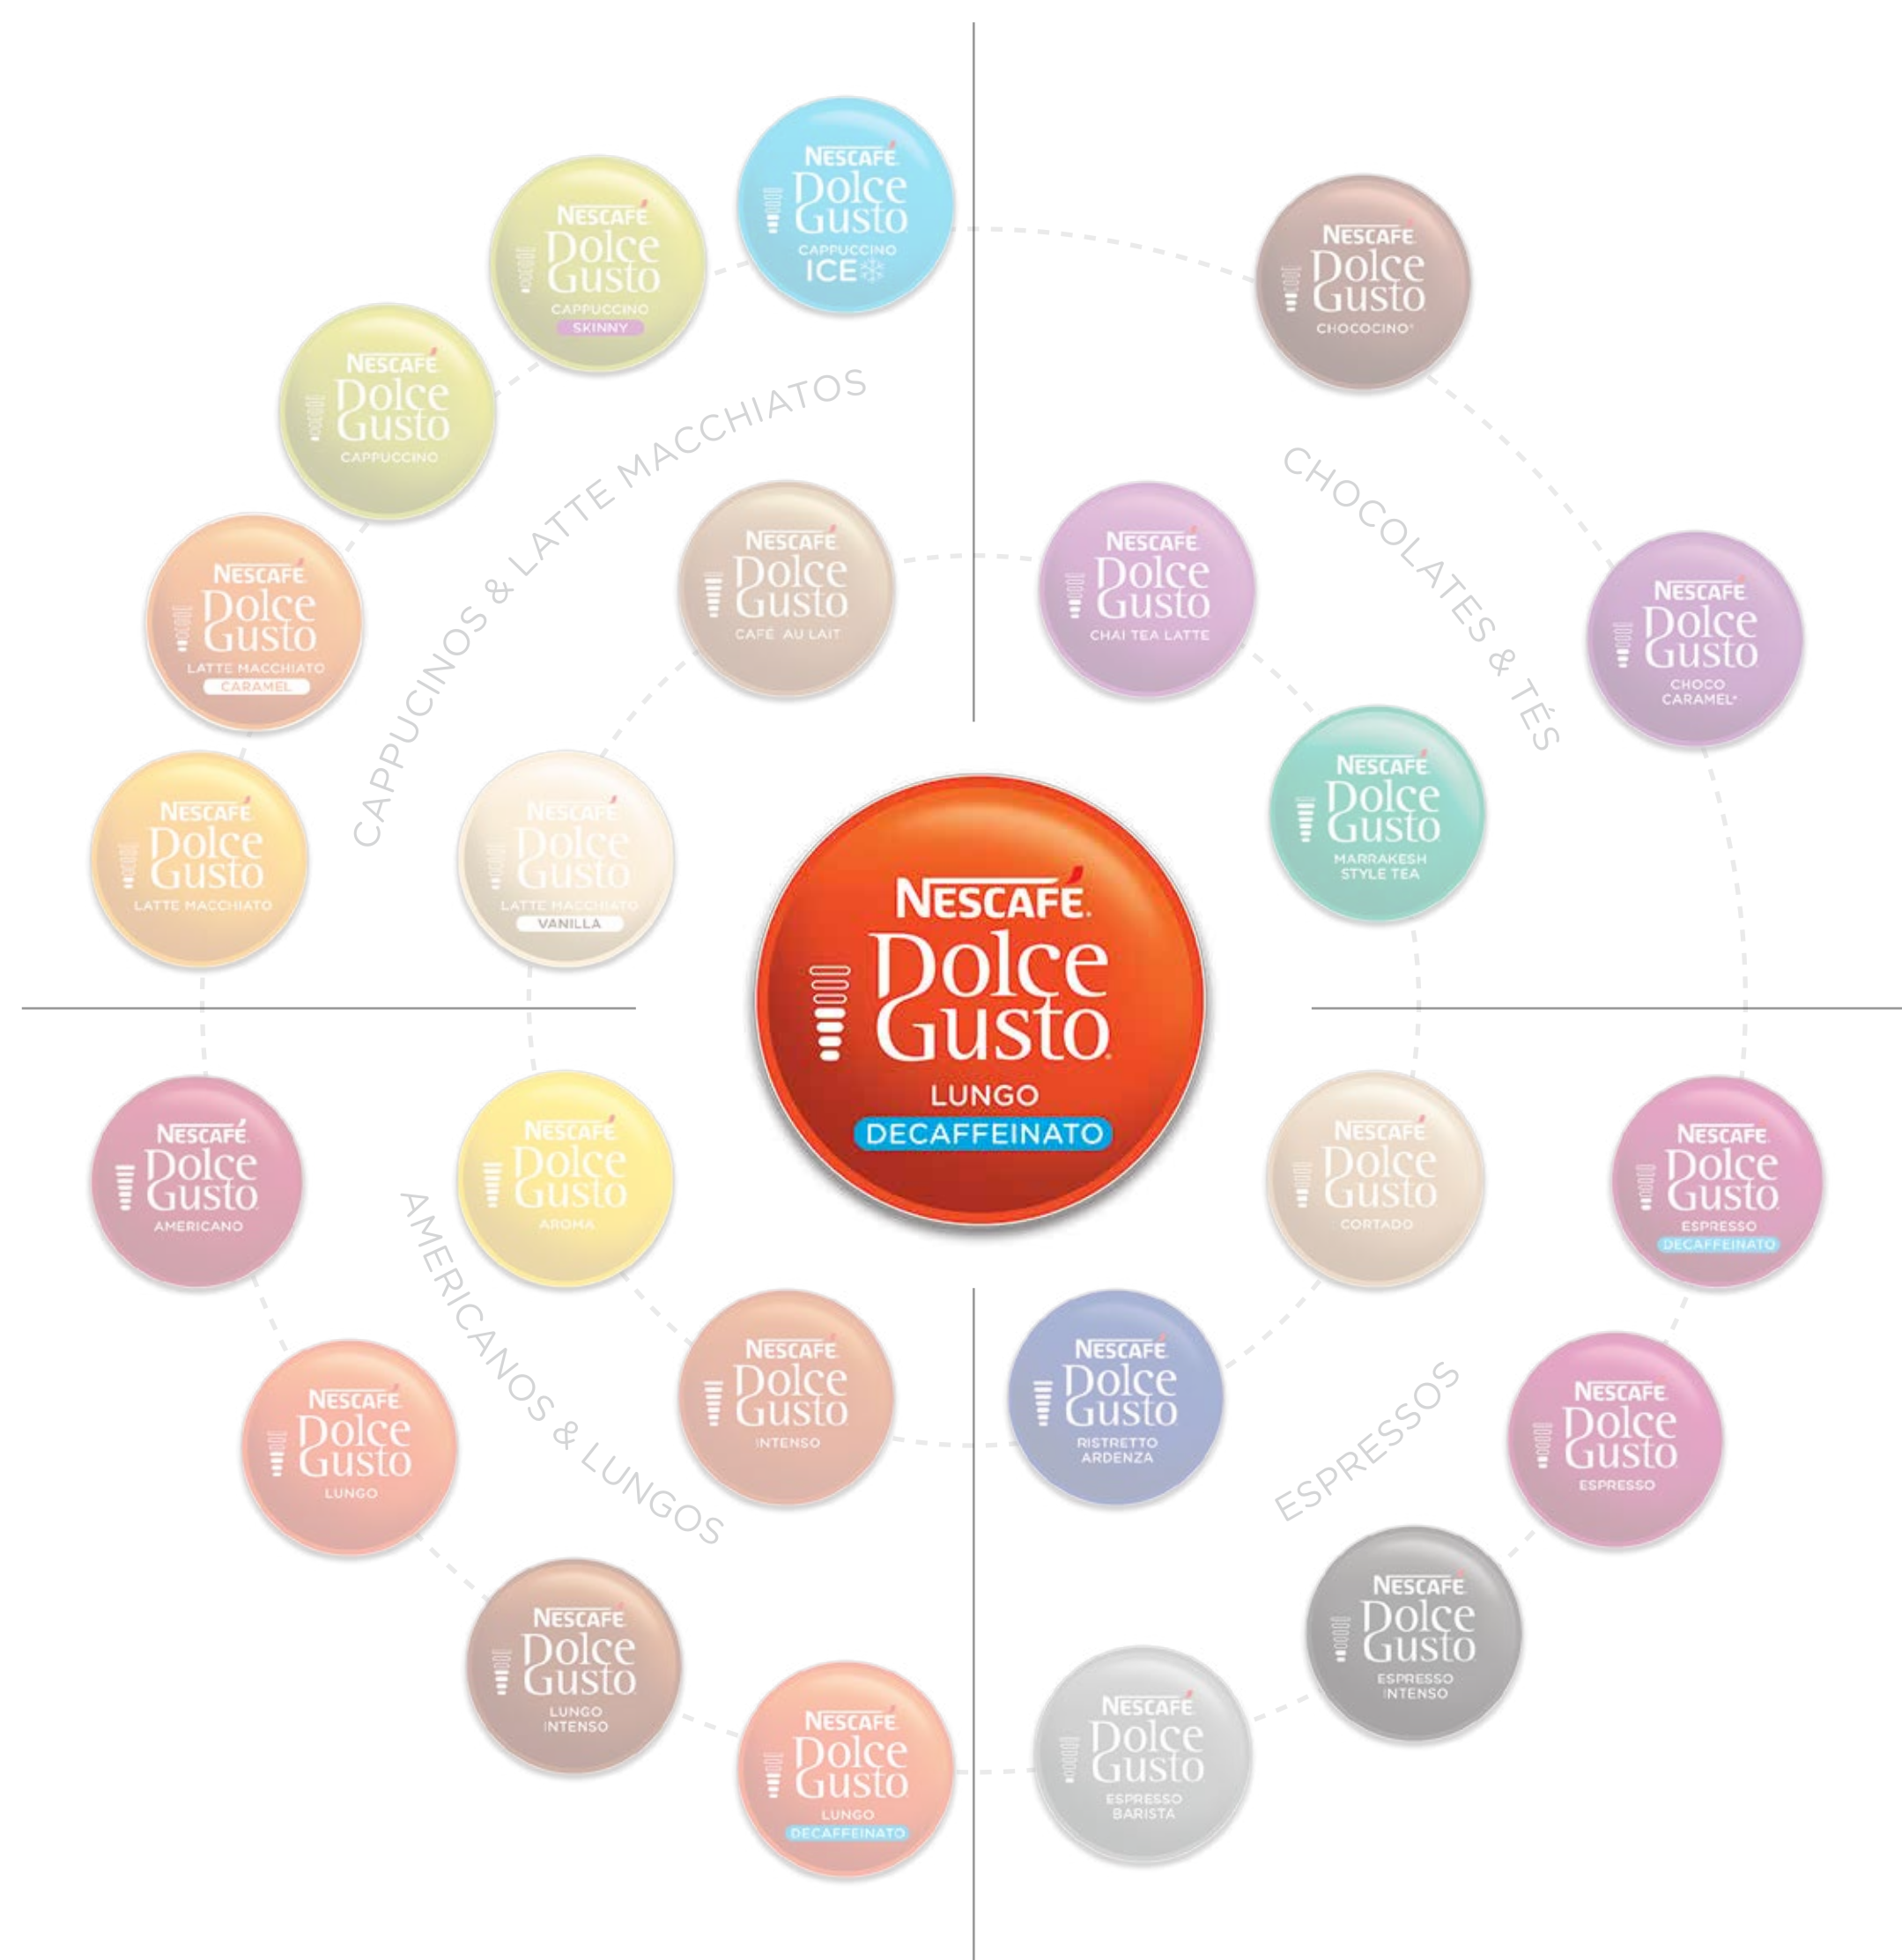 NESCAFÉ
Dolce
Gusto
CAPPUCCINO
ICE
NESCAFÉ
Dolce
Gusto
CAPPUCCINO
SKINNY
NESCAFÉ
Dolce
Gusto
CAPPUCCINO
NESCAFÉ
Dolce
Gusto
LATTE MACCHIATO
CARAMEL
NESCAFÉ
Dolce
Gusto
LATTE MACCHIATO
CAPPUCINOS & LATTE MACCHIATOS
NESCAFÉ
Dolce
Gusto
CAFÉ AU LAIT
NESCAFÉ
Dolce
Gusto
LATTE MACCHIATO
VANILLA
NESCAFÉ
Dolce
Gusto
CHOCOCINO*
CHOCOLATES & TÉS
NESCAFÉ
Dolce
Gusto
CHAI TEA LATTE
NESCAFÉ
Dolce
Gusto
CHOCO
CARAMEL*
NESCAFÉ
Dolce
Gusto
MARRAKESH
STYLE TEA
NESCAFÉ.
Dolce
Gusto
LUNGO
DECAFFEINATO
NESCAFÉ
Dolce
Gusto
AMERICANO
NESCAFÉ
Dolce
Gusto
AROMA
AMERICANOS & LUNGOS
NESCAFÉ
Dolce
Gusto
INTENSO
NESCAFÉ
Dolce
Gusto
LUNGO
NESCAFÉ
Dolce
Gusto
LUNGO
INTENSO
NESCAFÉ
Dolce
Gusto
LUNGO
DECAFFEINATO
NESCAFÉ
Dolce
Gusto
CORTADO
NESCAFÉ
Dolce
Gusto
ESPRESSO
DECAFFEINATO
NESCAFÉ
Dolce
Gusto
RISTRETTO
ARDENZA
ESPRESSOS
NESCAFÉ
Dolce
Gusto
ESPRESSO
NESCAFÉ
Dolce
Gusto
ESPRESSO
INTENSO
NESCAFÉ
Dolce
Gusto
ESPRESSO
BARISTA